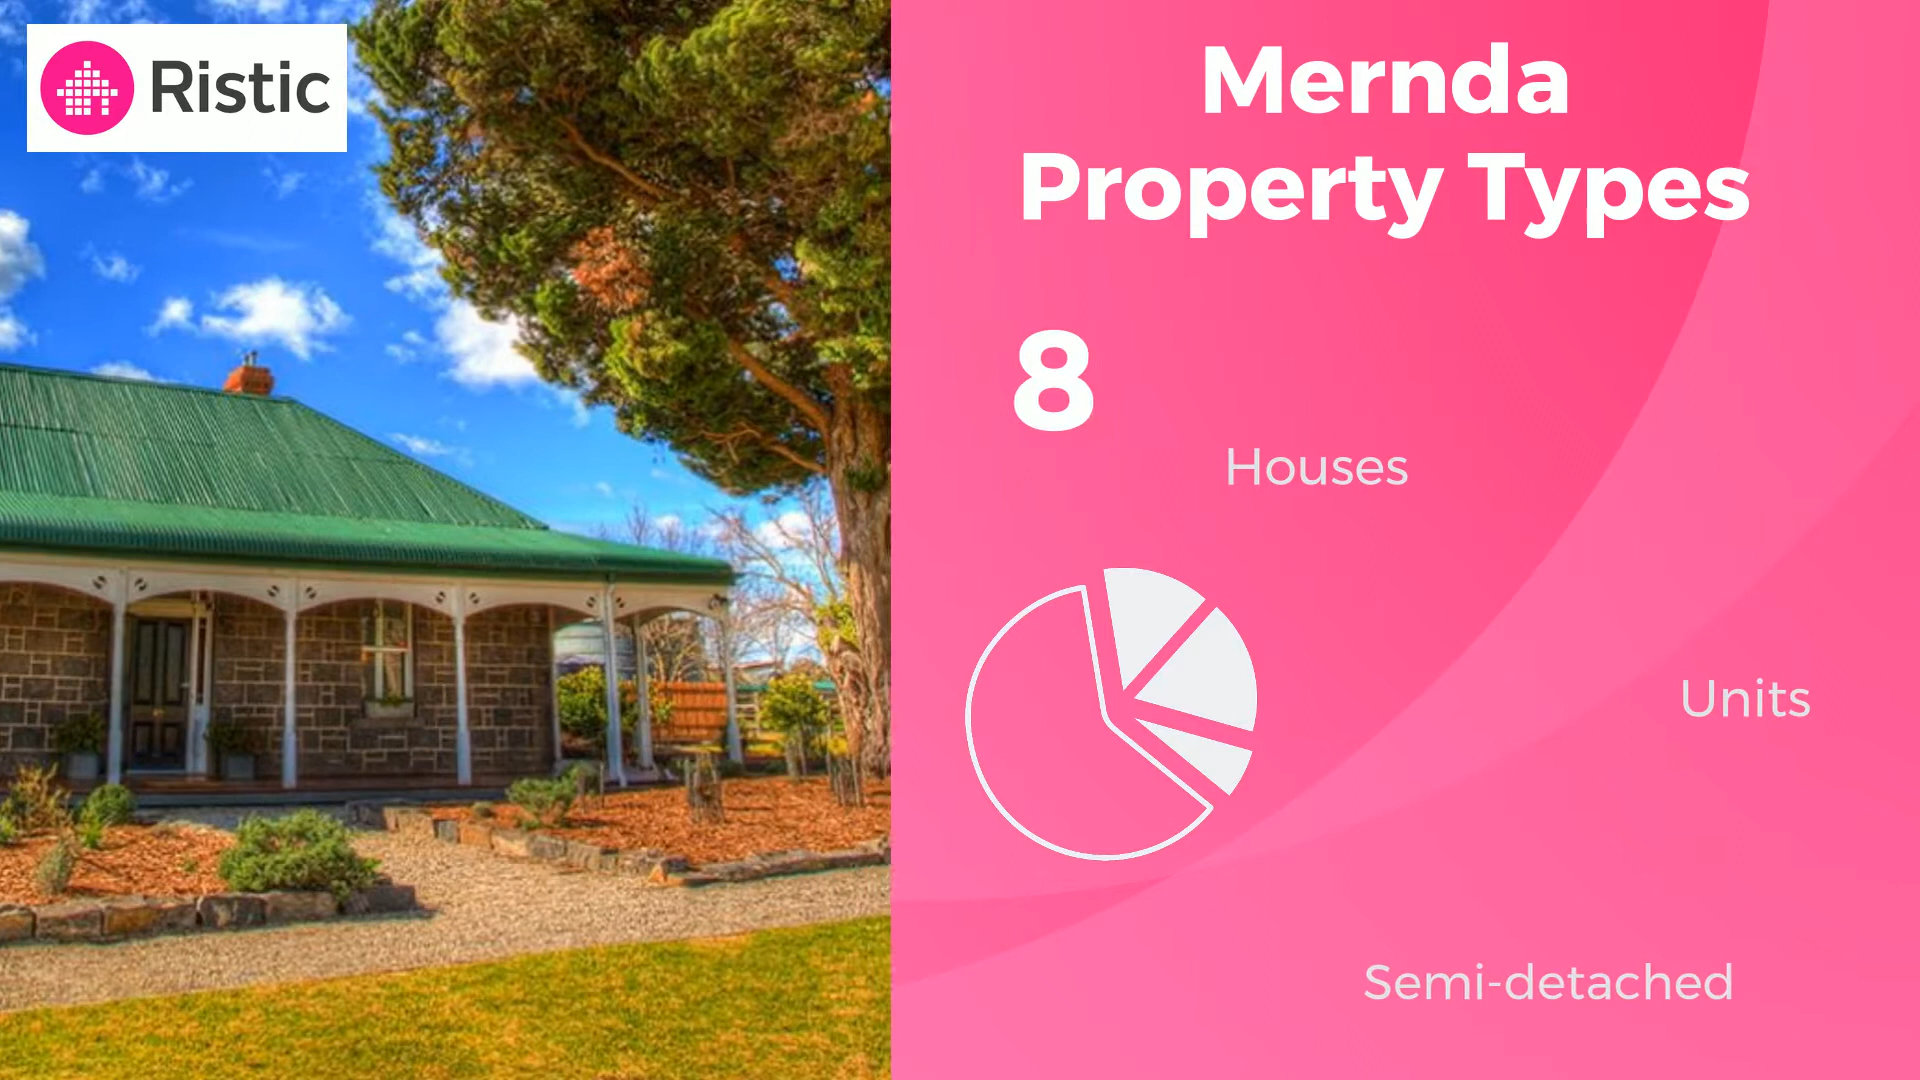 Ristic
Mernda
Property Types
8
Houses
Units
Semi-detached